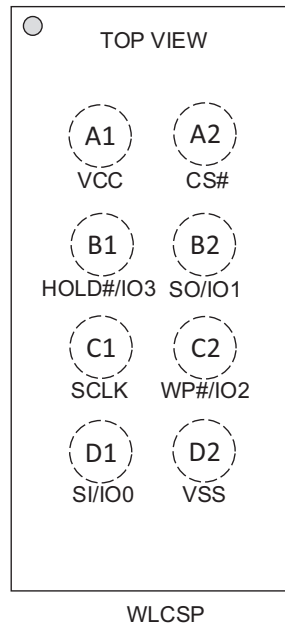 TOP VIEW
A1 A2
VCC CS#
B1 B2
HOLD#/IO3 SO/IO1
C1 C2
SCLK WP#/IO2
D1 D2
SI/IO0 VSS
WLCSP